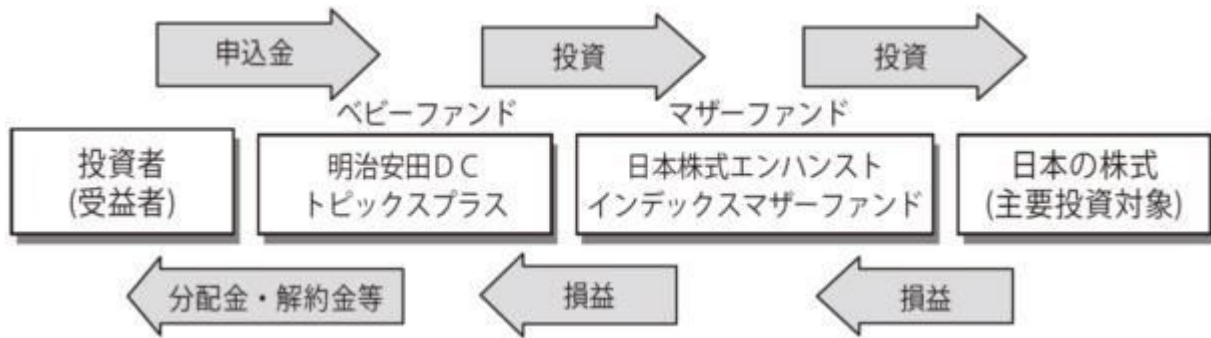 申込金
投資
投資
ベビーファンド
マザーファンド
投資者
(受益者)
明治安田ＤＣ
トピックスプラス
日本株式エンハンスト
インデックスマザーファンド
日本の株式
(主要投資対象)
分配金・解約金等
損益
損益